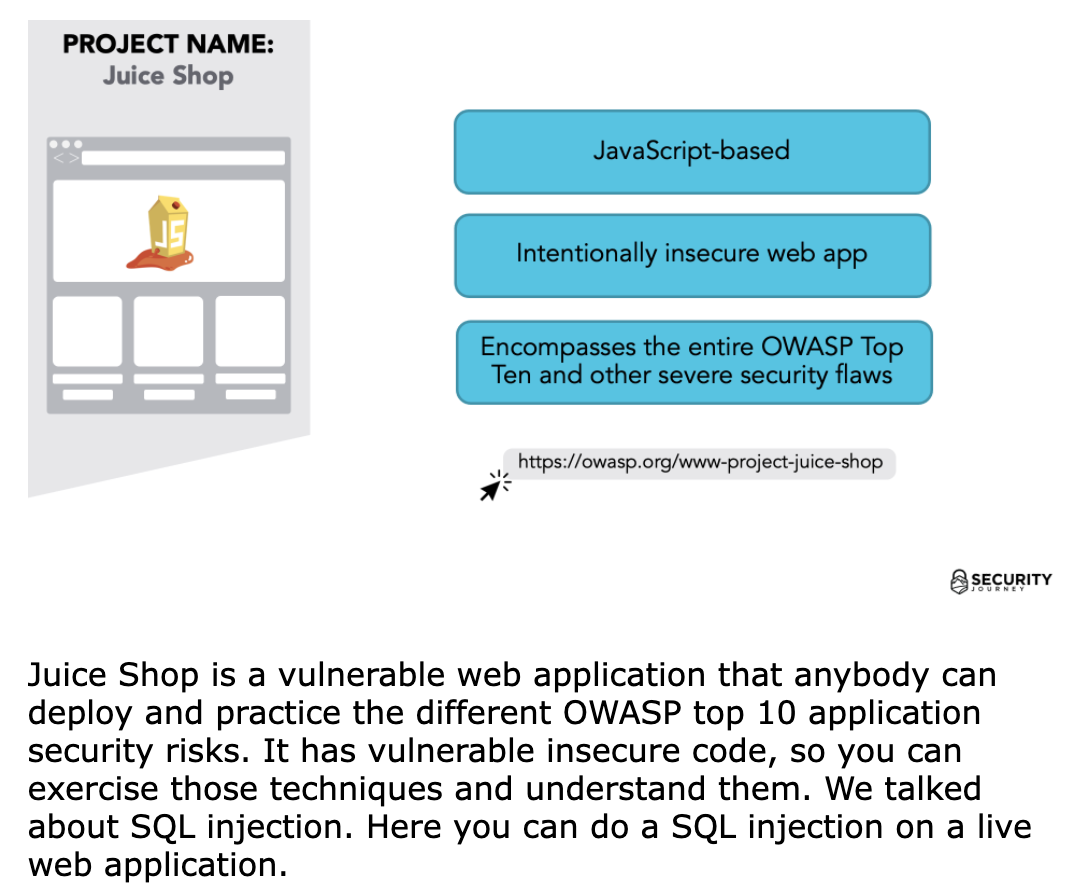 PROJECT NAME:
Juice Shop
< >
JS
JavaScript-based
Intentionally insecure web app
Encompasses the entire OWASP Top
Ten and other severe security flaws
https://owasp.org/www-project-juice-shop
SECURITY
JOURNEY
Juice Shop is a vulnerable web application that anybody can
deploy and practice the different OWASP top 10 application
security risks. It has vulnerable insecure code, so you can
exercise those techniques and understand them. We talked
about SQL injection. Here you can do a SQL injection on a live
web application.